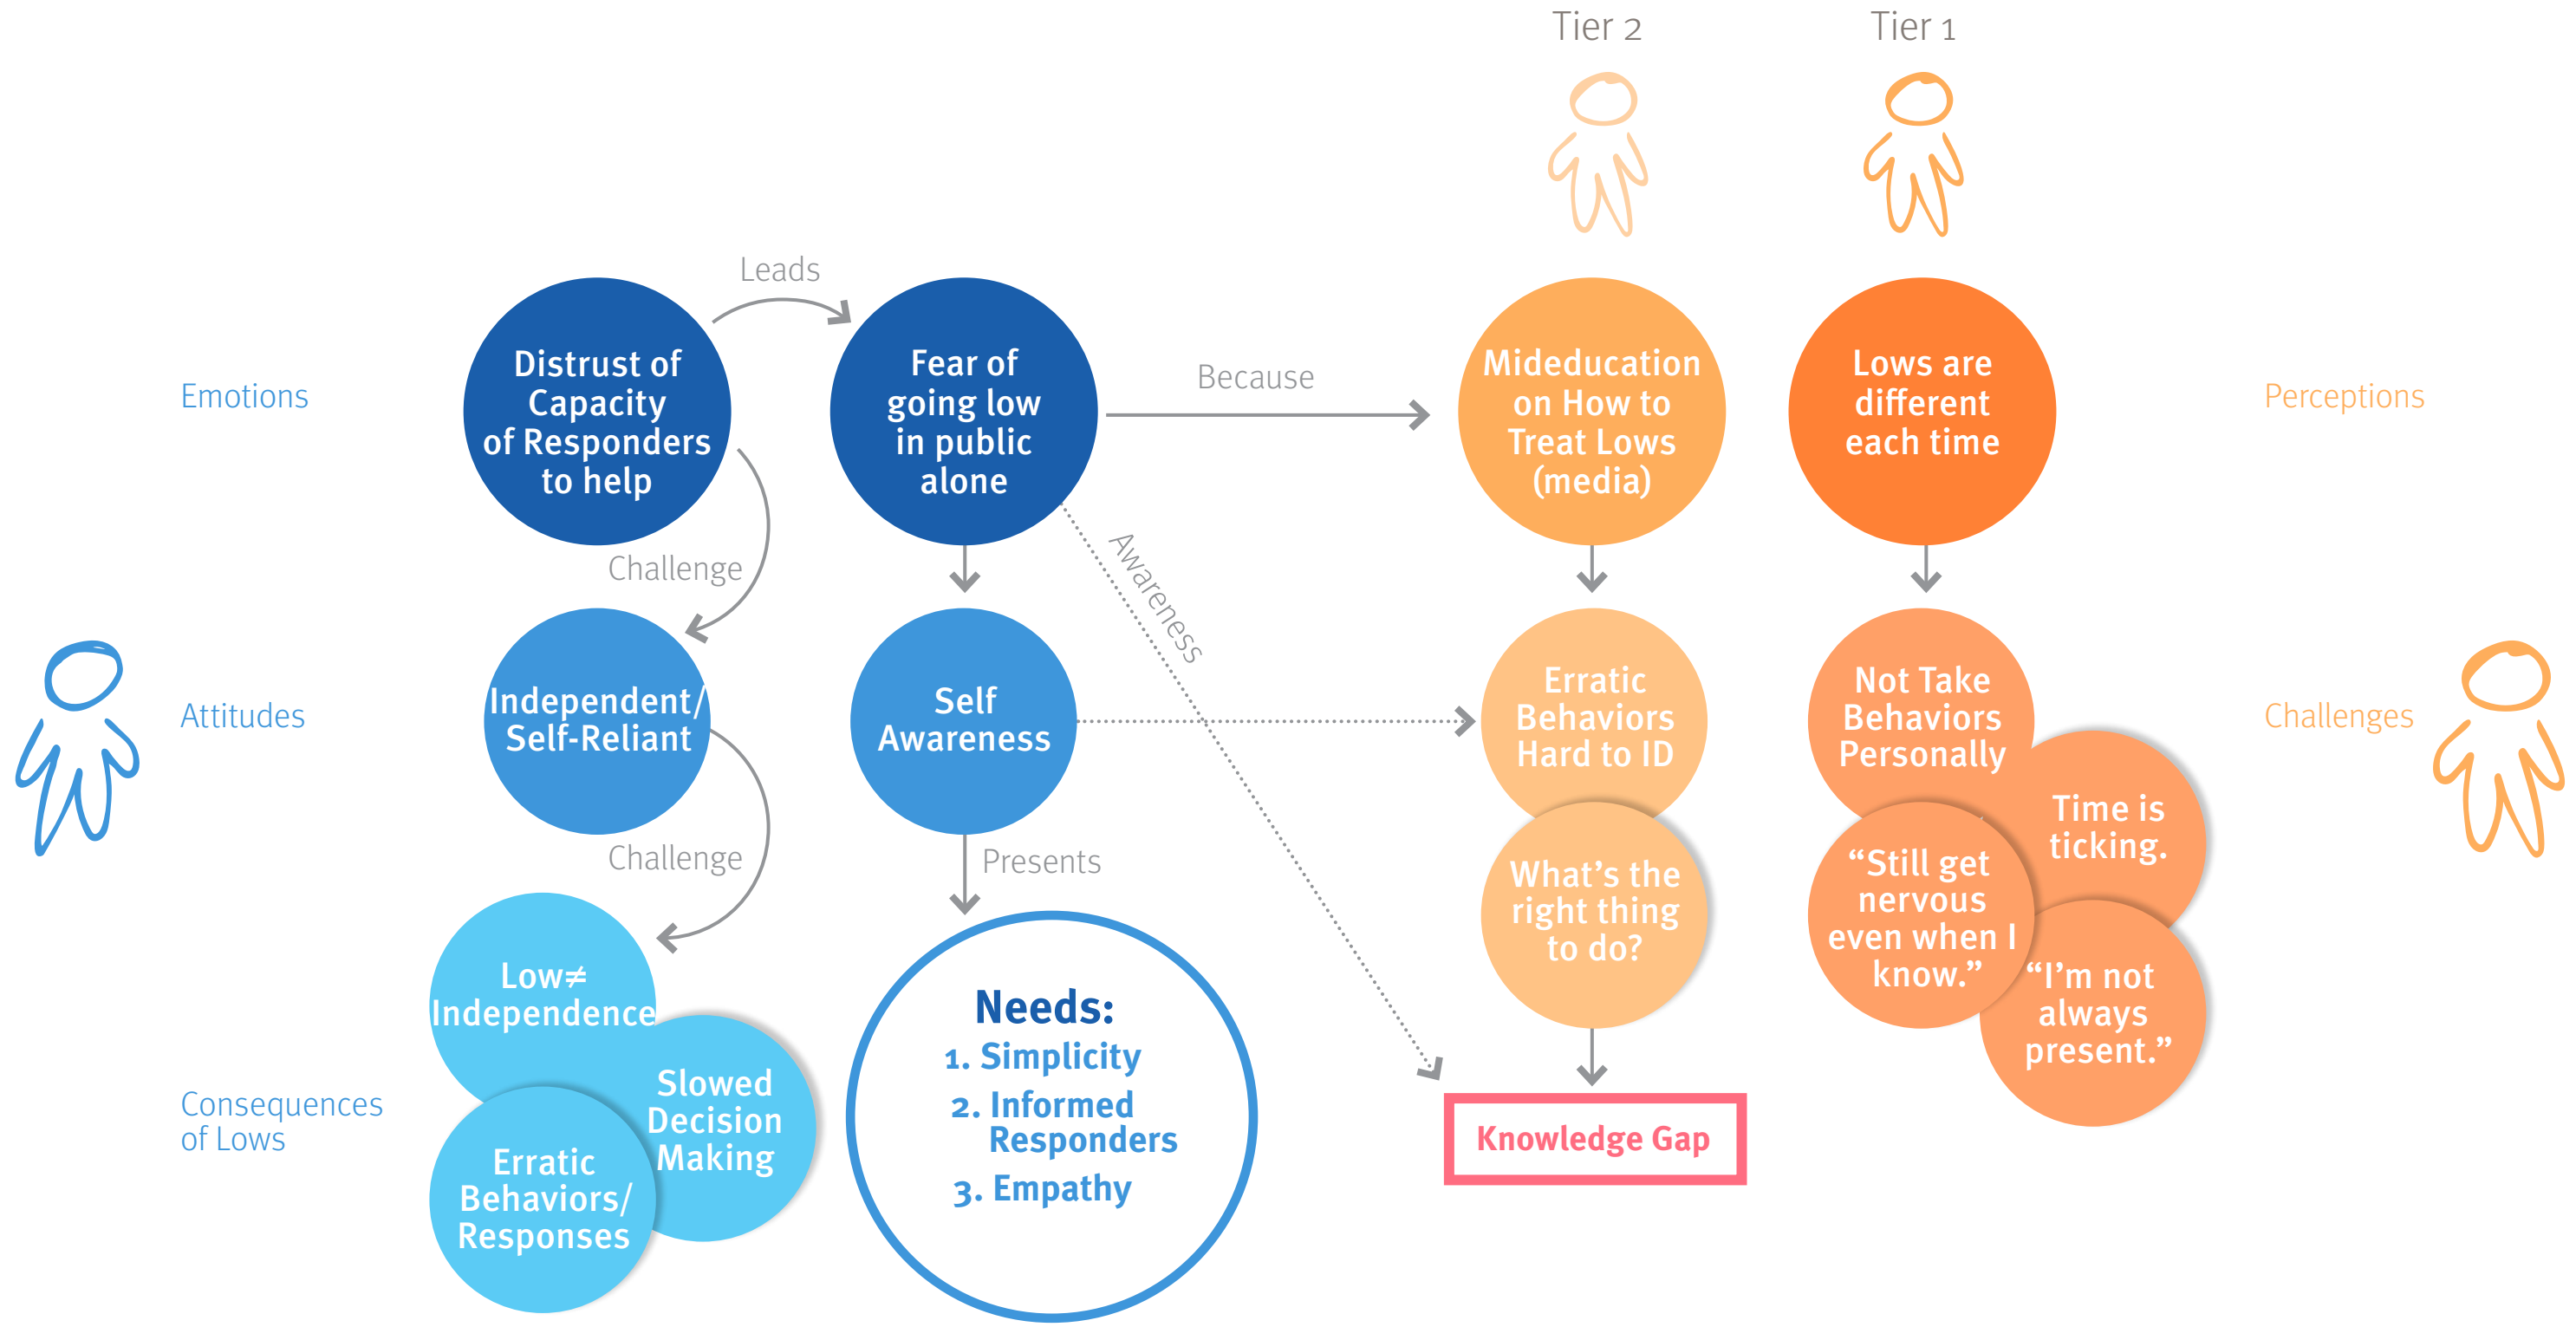 Tier 2
Tier 1
Leads
Emotions
Distrust of
Capacity
of Responders
to help
Fear of
going low
in public
alone
Because
Mideducation
on How to
Treat Lows
(media)
Lows are
different
each time
Perceptions
Challenge
Awareness
Attitudes
Independent/
Self-Reliant
Self
Awareness
Erratic
Behaviors
Hard to ID
Not Take
Behaviors
Personally
Challenges
Time is
ticking.
Challenge
Presents
What’s the
right thing
to do?
“Still get
nervous
even when I
know.”
“I’m not
always
present.”
Consequences
of Lows
Low≠
Independence
Slowed
Decision
Making
Erratic
Behaviors/
Responses
Needs:
1. Simplicity
2. Informed
Responders
3. Empathy
Knowledge Gap